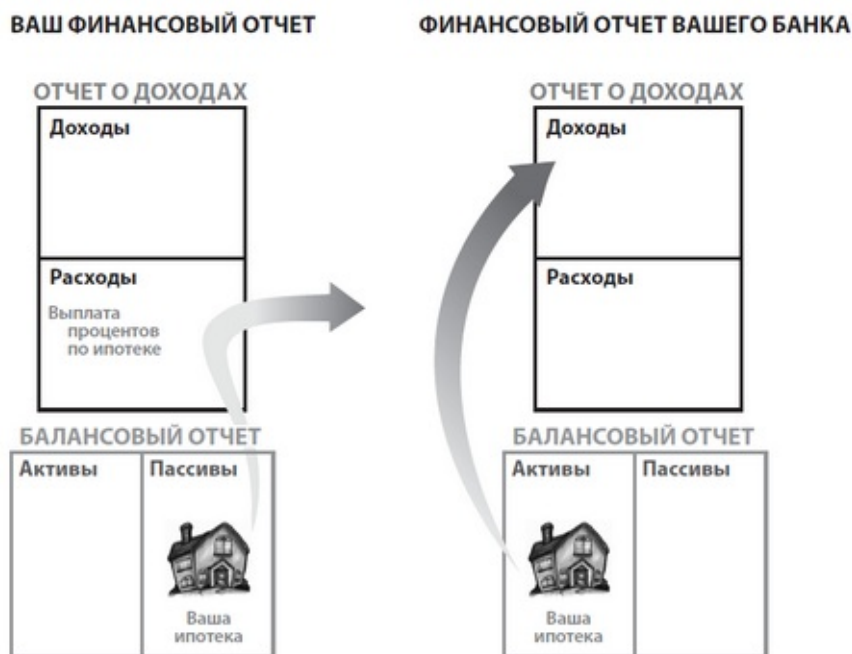 ВАШ ФИНАНСОВЫЙ ОТЧЕТ
ОТЧЕТ О ДОХОДАХ
Доходы
Расходы
Выплата
процентов
по ипотеке
БАЛАНСОВЫЙ ОТЧЕТ
Активы
Пассивы
Ваша
ипотека
ФИНАНСОВЫЙ ОТЧЕТ ВАШЕГО БАНКА
ОТЧЕТ О ДОХОДАХ
Доходы
Расходы
БАЛАНСОВЫЙ ОТЧЕТ
Активы
Пассивы
Ваша
ипотека